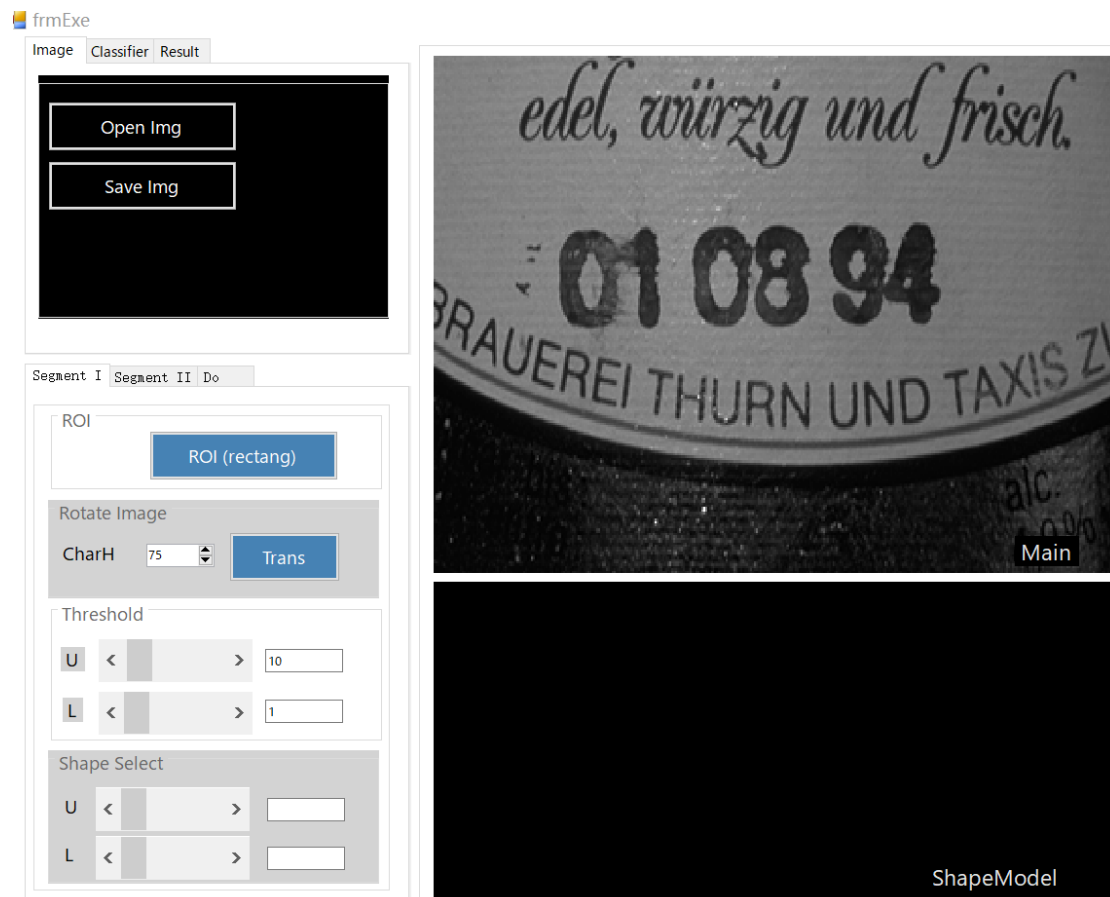 frmExe
Image Classifier Result
Open Img
Save Img
edel, würzig und frisch.
01 08 94
BRAUEREI THURN UND TAXIS
alc.
Main
Segment I Segment II Do
ROI
ROI (rectang)
Rotate Image
CharH 75 Trans
Threshold
U 10
L 1
Shape Select
U
L
ShapeModel